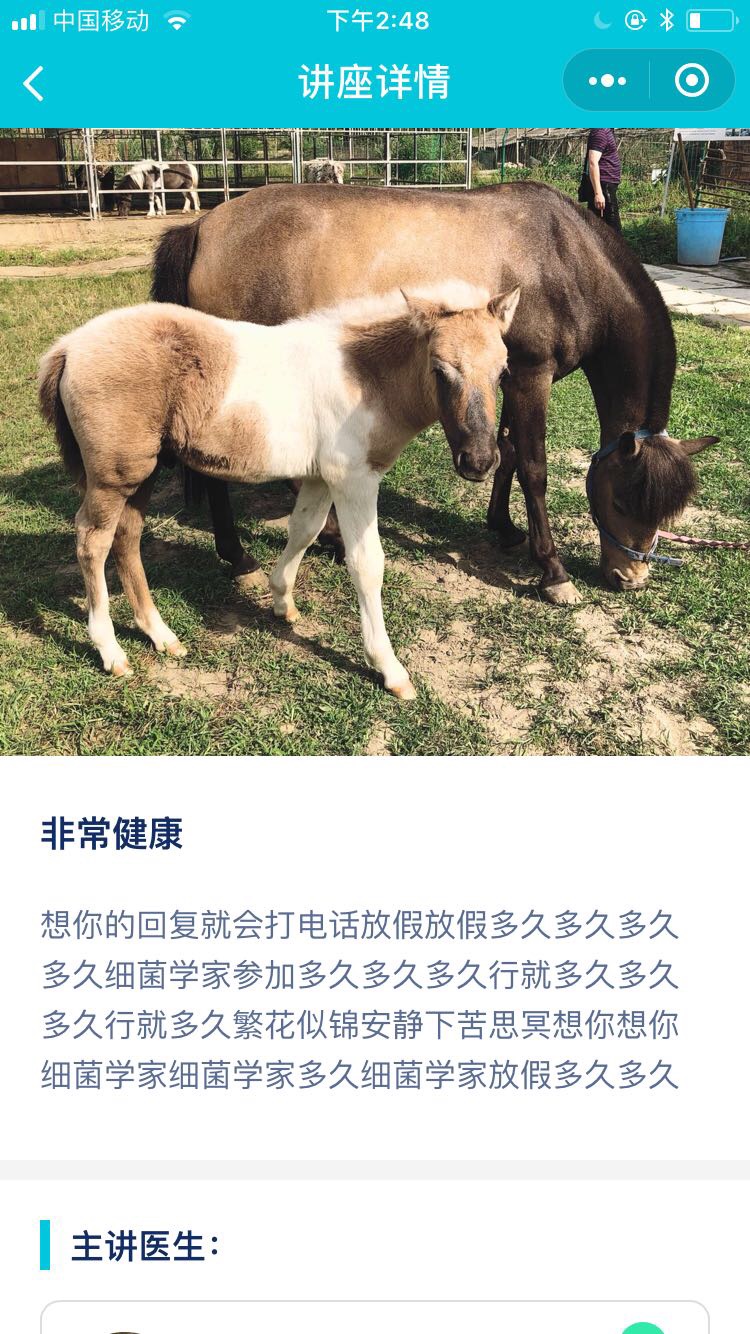 中国移动
下午2:48
讲座详情
非常健康
想你的回复就会打电话放假放假多久多久多久
多久细菌学家参加多久多久多久行就多久多久
多久行就多久繁花似锦安静下苦思冥想你想你
细菌学家细菌学家多久细菌学家放假多久多久
主讲医生：